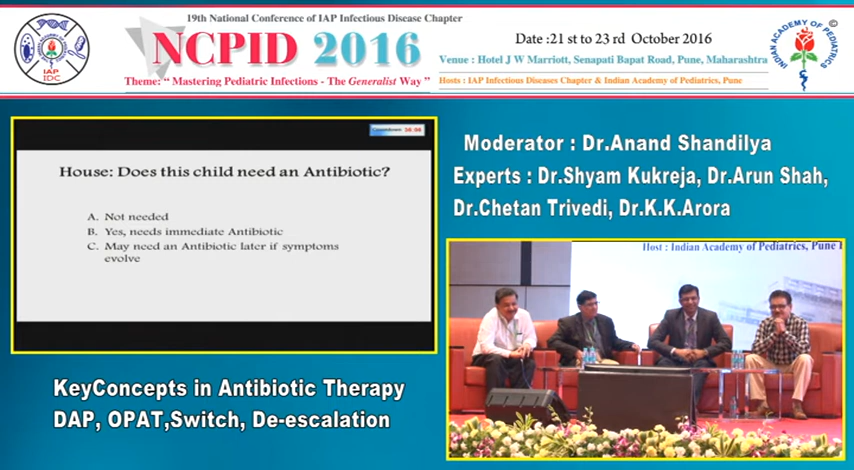 19th National Conference of IAP Infectious Disease Chapter
NCPID 2016
Theme: “ Mastering Pediatric Infections - The Generalist Way ”
Date :21 st to 23 rd October 2016
Venue : Hotel J W Marriott, Senapati Bapat Road, Pune, Maharashtra
Hosts : IAP Infectious Diseases Chapter & Indian Academy of Pediatrics, Pune
IAP
IDC
INDIAN ACADEMY OF PEDIATRICS
©
Countdown
House: Does this child need an Antibiotic?
A. Not needed
B. Yes, needs immediate Antibiotic
C. May need an Antibiotic later if symptoms
evolve
Moderator : Dr.Anand Shandilya
Experts : Dr.Shyam Kukreja, Dr.Arun Shah,
Dr.Chetan Trivedi, Dr.K.K.Arora
Host : Indian Academy of Pediatrics, Pune
KeyConcepts in Antibiotic Therapy
DAP, OPAT,Switch, De-escalation